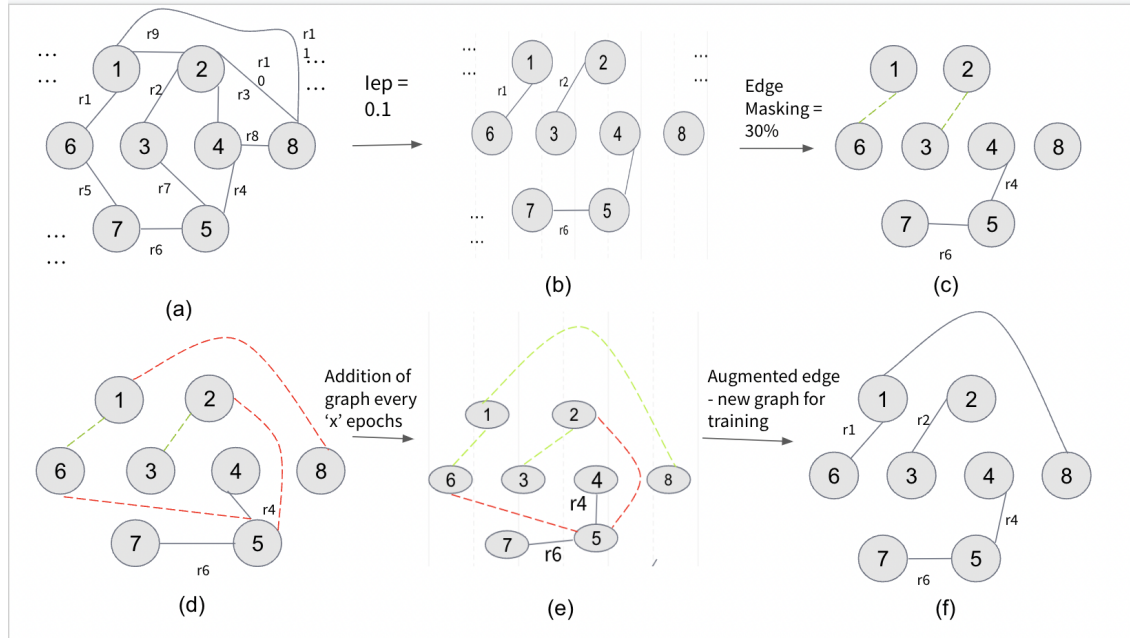 r9
r1
1
...
...
...
...
1
2
r1
0
r1
r2
r3
6
3
4
r8
8
r5
r7
r4
7
5
r6
...
...
(a)
Iep =
0.1
...
...
...
...
1
2
r1
r2
6
3
4
8
7
5
r6
...
...
(b)
Edge
Masking =
30%
1
2
6
3
4
8
r4
7
5
r6
(c)
1
2
6
3
4
8
r4
7
5
r6
(d)
Addition of
graph every
‘x’ epochs
1
2
6
3
4
8
r4
7
r6
5
(e)
Augmented edge
- new graph for
training
1
2
r1
r2
6
3
4
8
r4
7
5
r6
(f)